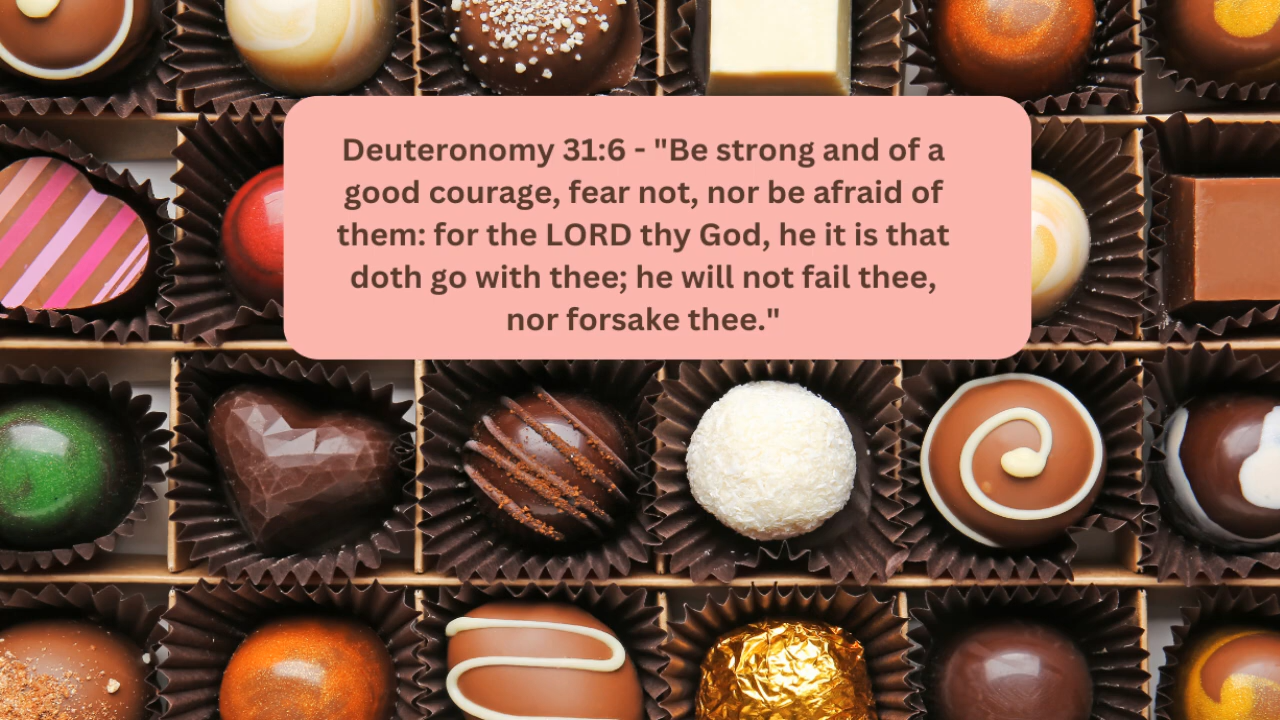 Deuteronomy 31:6 - "Be strong and of a
good courage, fear not, nor be afraid of
them: for the LORD thy God, he it is that
doth go with thee; he will not fail thee,
nor forsake thee."